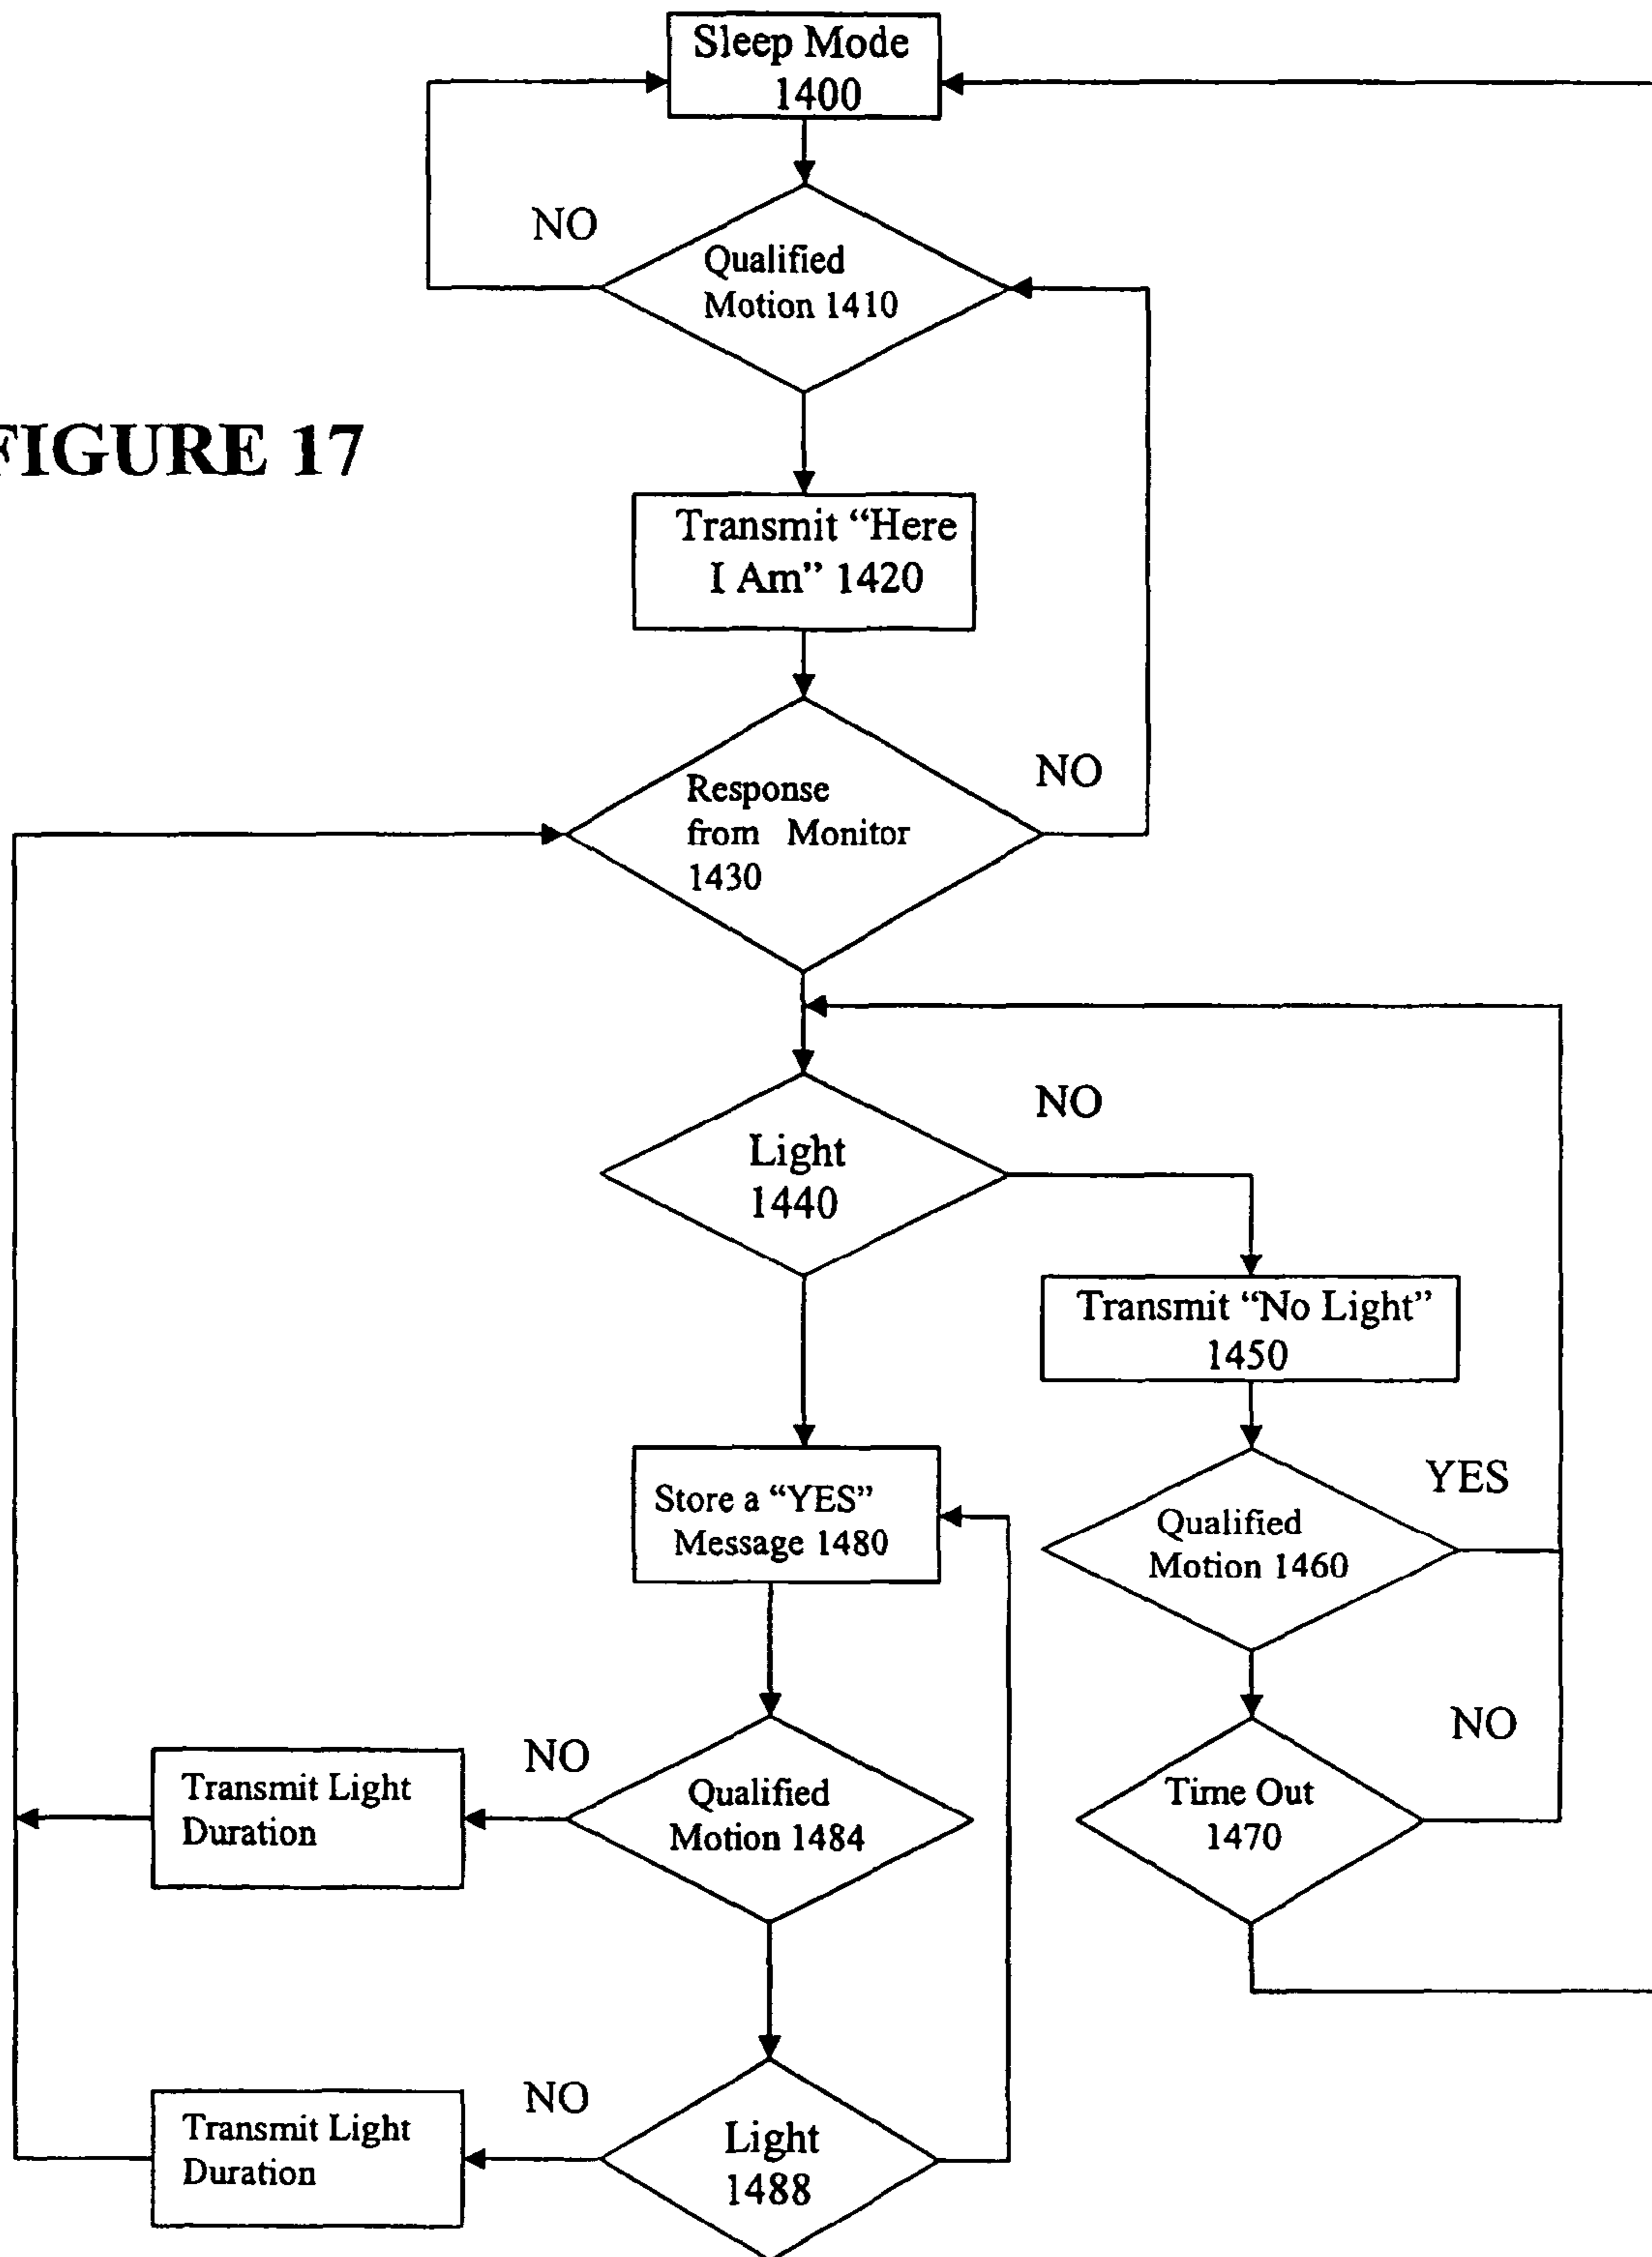 Sleep Mode
1400
NO
Qualified
Motion 1410
FIGURE 17
Transmit “Here
I Am” 1420
NO
Response
from Monitor
1430
NO
Light
1440
Transmit “No Light”
1450
YES
Store a “YES”
Message 1480
Qualified
Motion 1460
NO
NO
Transmit Light
Duration
Qualified
Motion 1484
Time Out
1470
NO
Transmit Light
Duration
Light
1488